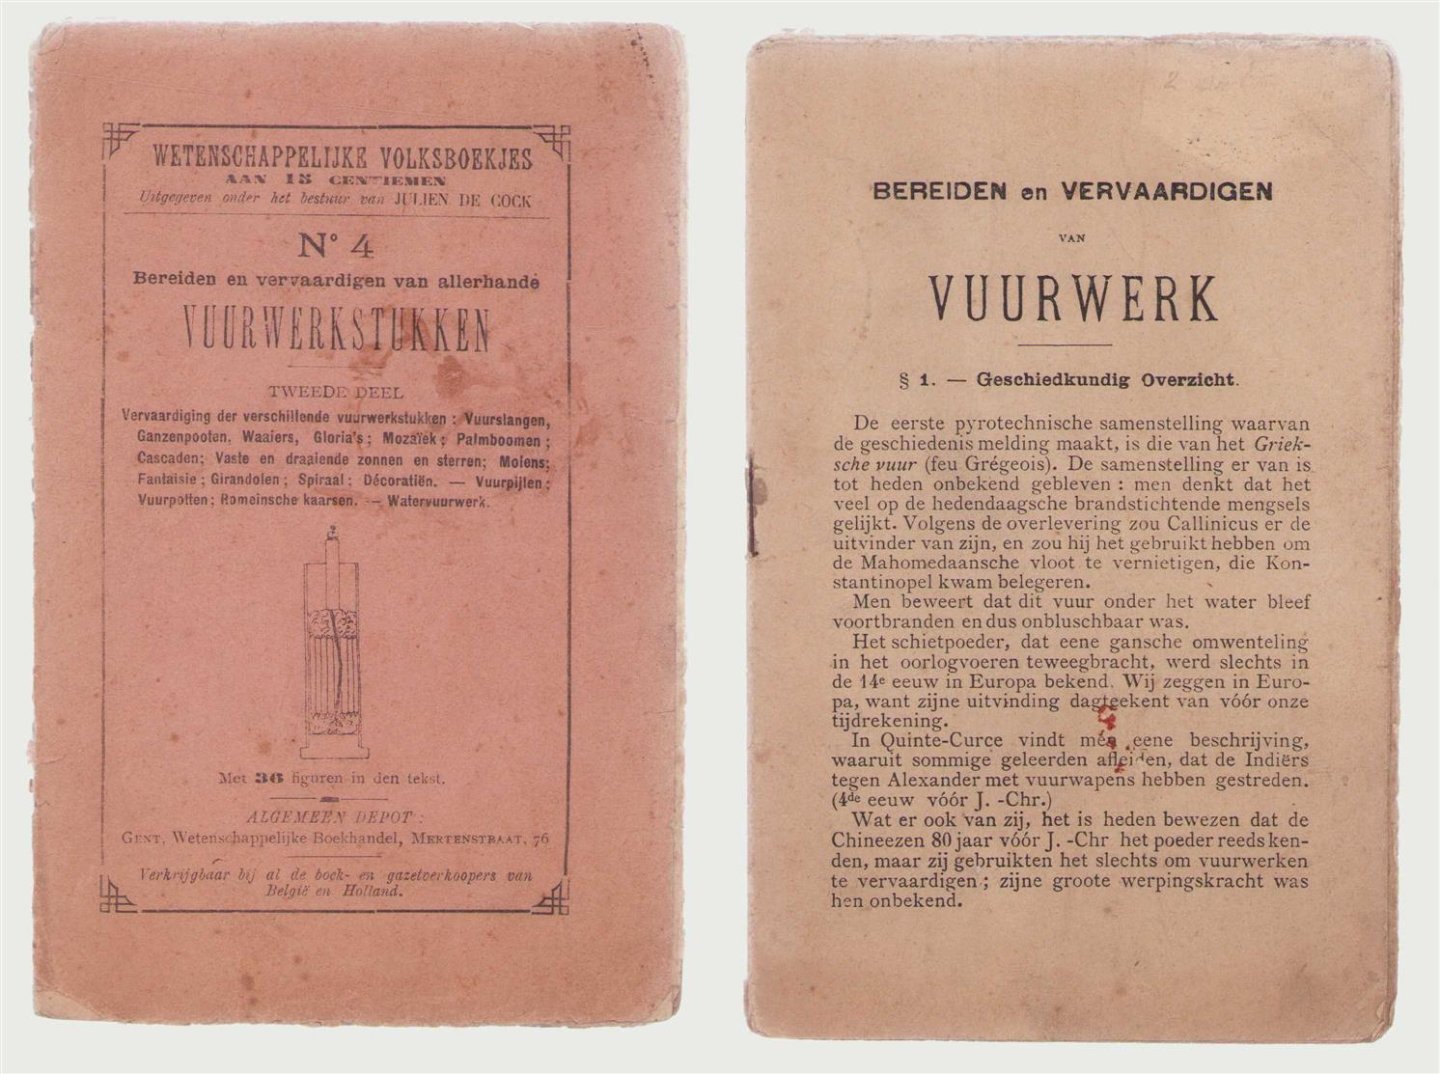 WETENSCHAPPELIJKE VOLKSBOEKJES
AAN 15 CENTIEMEN
Uitgegeven onder het bestuur van JULIEN DE COCK
N° 4
Bereiden en vervaardigen van allerhande
VUURWERKSTUKKEN
TWEEDE DEEL
Vervaardiging der verschillende vuurwerkstukken : Vuurslangen,
Ganzenpooten, Waaiers, Gloria's ; Mozaïek ; Palmboomen ;
Cascaden; Vaste en draaiende zonnen en sterren; Molens;
Fantaisie ; Girandolen ; Spiraal ; Décoratiën. — Vuurpijlen ;
Vuurpotten ; Romeinsche kaarsen. — Watervuurwerk.
Met 36 figuren in den tekst.
ALGEMEEN DEPOT :
GENT, Wetenschappelijke Boekhandel, MERTENSTRAAT, 76
Verkrijgbaar bij al de boek- en gazetverkoopers van
België en Holland.
BEREIDEN en VERVAARDIGEN
VAN
VUURWERK
§ 1. — Geschiedkundig Overzicht.
De eerste pyrotechnische samenstelling waarvan
de geschiedenis melding maakt, is die van het Griek-
sche vuur (feu Grégeois). De samenstelling er van is
tot heden onbekend gebleven : men denkt dat het
veel op de hedendaagsche brandstichtende mengsels
gelijkt. Volgens de overlevering zou Callinicus er de
uitvinder van zijn, en zou hij het gebruikt hebben om
de Mahomedaansche vloot te vernietigen, die Kon-
stantinopel kwam belegeren.
Men beweert dat dit vuur onder het water bleef
voortbranden en dus onbluschbaar was.
Het schietpoeder, dat eene gansche omwenteling
in het oorlogvoeren teweegbracht, werd slechts in
de 14e eeuw in Europa bekend. Wij zeggen in Euro-
pa, want zijne uitvinding dagteekent van vóór onze
tijdrekening.
In Quinte-Curce vindt men eene beschrijving,
waaruit sommige geleerden afleiden, dat de Indiërs
tegen Alexander met vuurwapens hebben gestreden.
(4de eeuw vóór J. -Chr.)
Wat er ook van zij, het is heden bewezen dat de
Chineezen 80 jaar vóór J. -Chr het poeder reeds ken-
den, maar zij gebruikten het slechts om vuurwerken
te vervaardigen ; zijne groote werpingskracht was
hen onbekend.